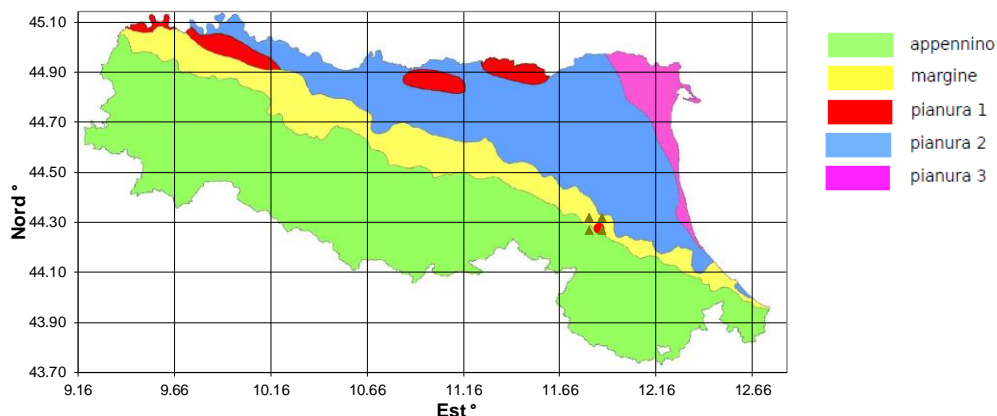 45.10
44.90
44.70
44.50
44.30
44.10
43.90
43.70
Nord°
9.16 9.66 10.16 10.66 11.16 11.66 12.16 12.66
Est °
appennino
margine
pianura 1
pianura 2
pianura 3